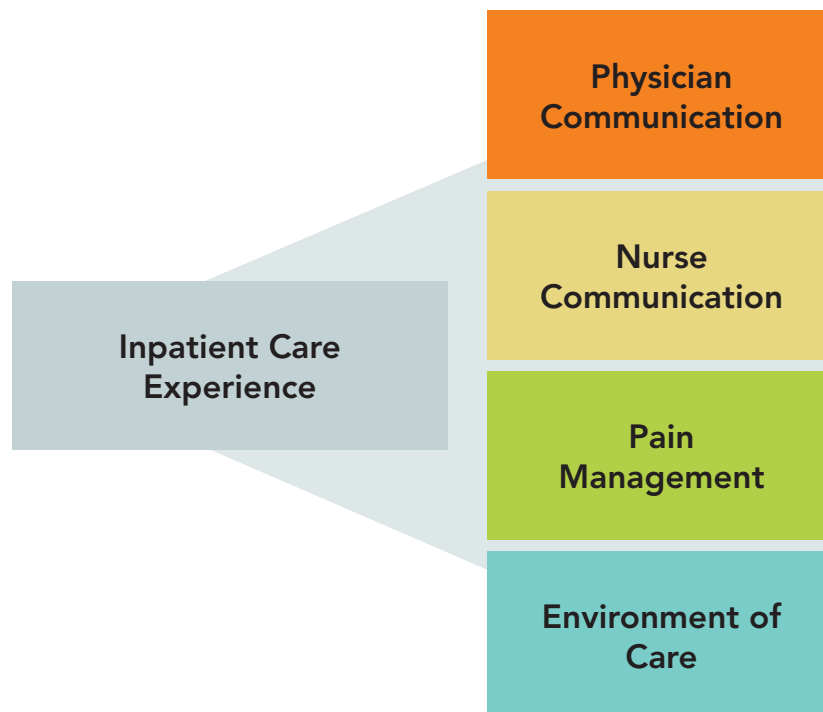 Physician
Communication
Nurse
Communication
Inpatient Care
Experience
Pain
Management
Environment of
Care